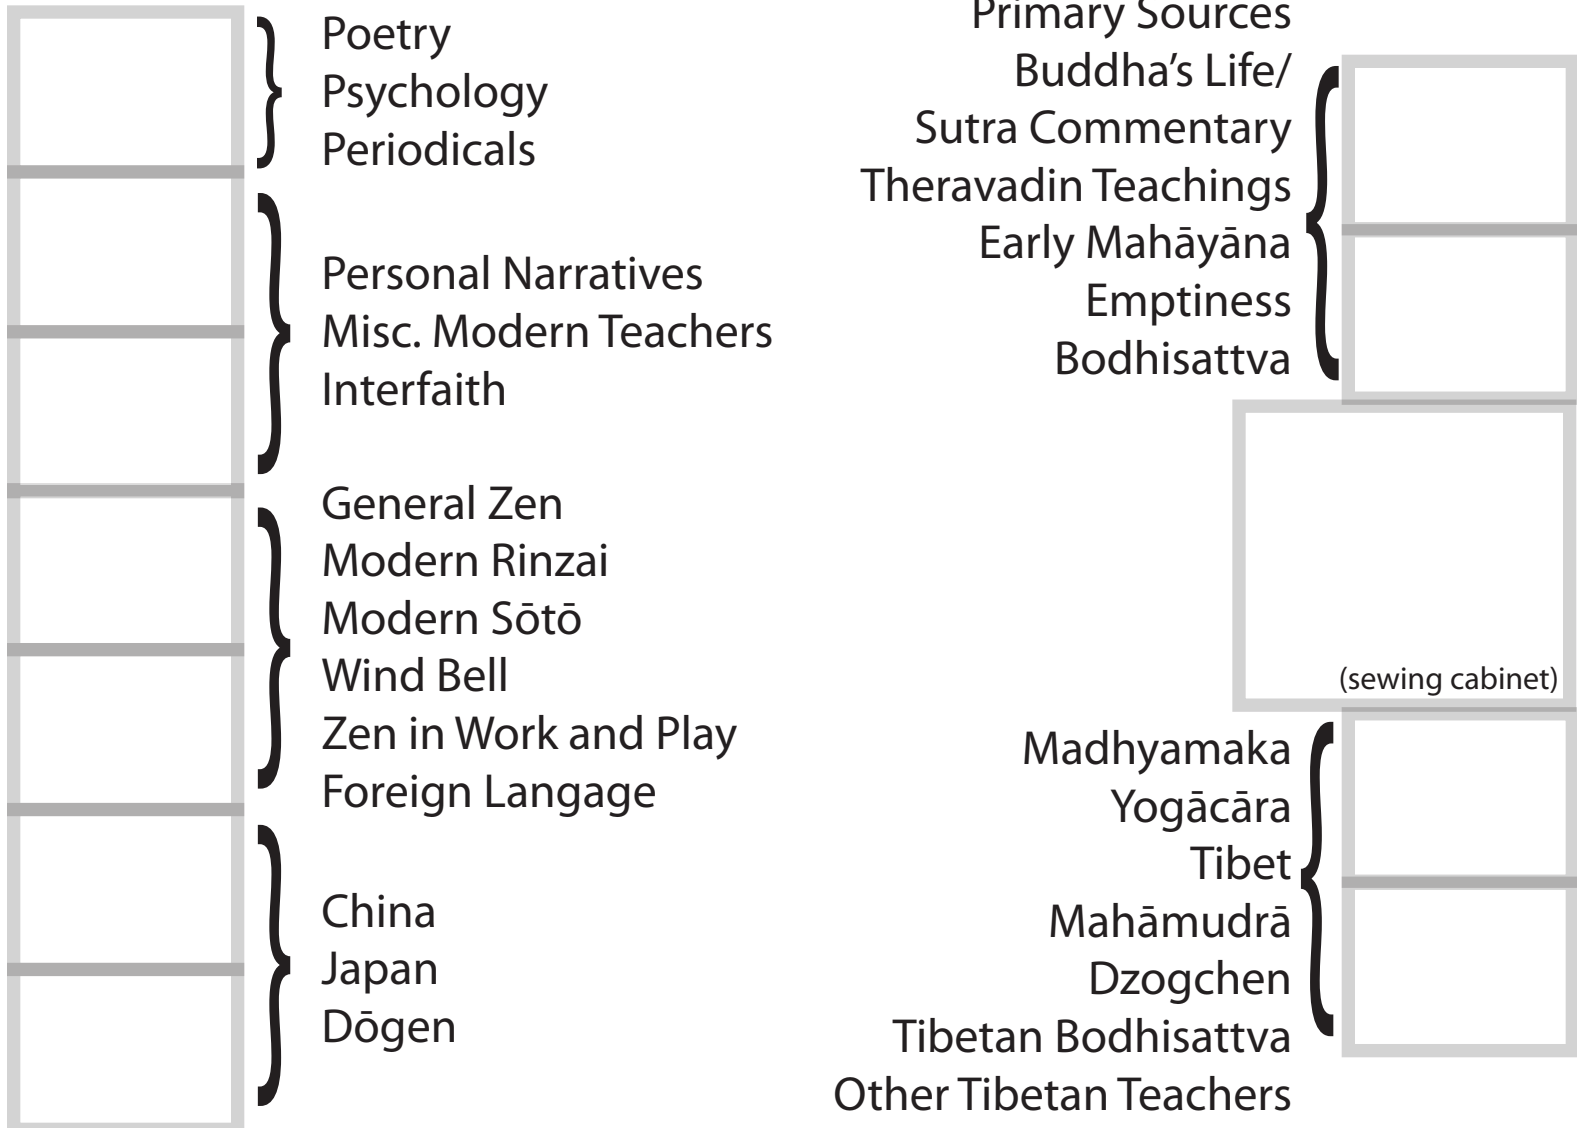 Poetry
Psychology
Periodicals
Personal Narratives
Misc. Modern Teachers
Interfaith
General Zen
Modern Rinzai
Modern Sōtō
Wind Bell
Zen in Work and Play
Foreign Langage
China
Japan
Dōgen
Primary Sources
Buddha's Life/
Sutra Commentary
Theravadin Teachings
Early Mahāyāna
Emptiness
Bodhisattva
(sewing cabinet)
Madhyamaka
Yogācāra
Tibet
Mahāmudrā
Dzogchen
Tibetan Bodhisattva
Other Tibetan Teachers